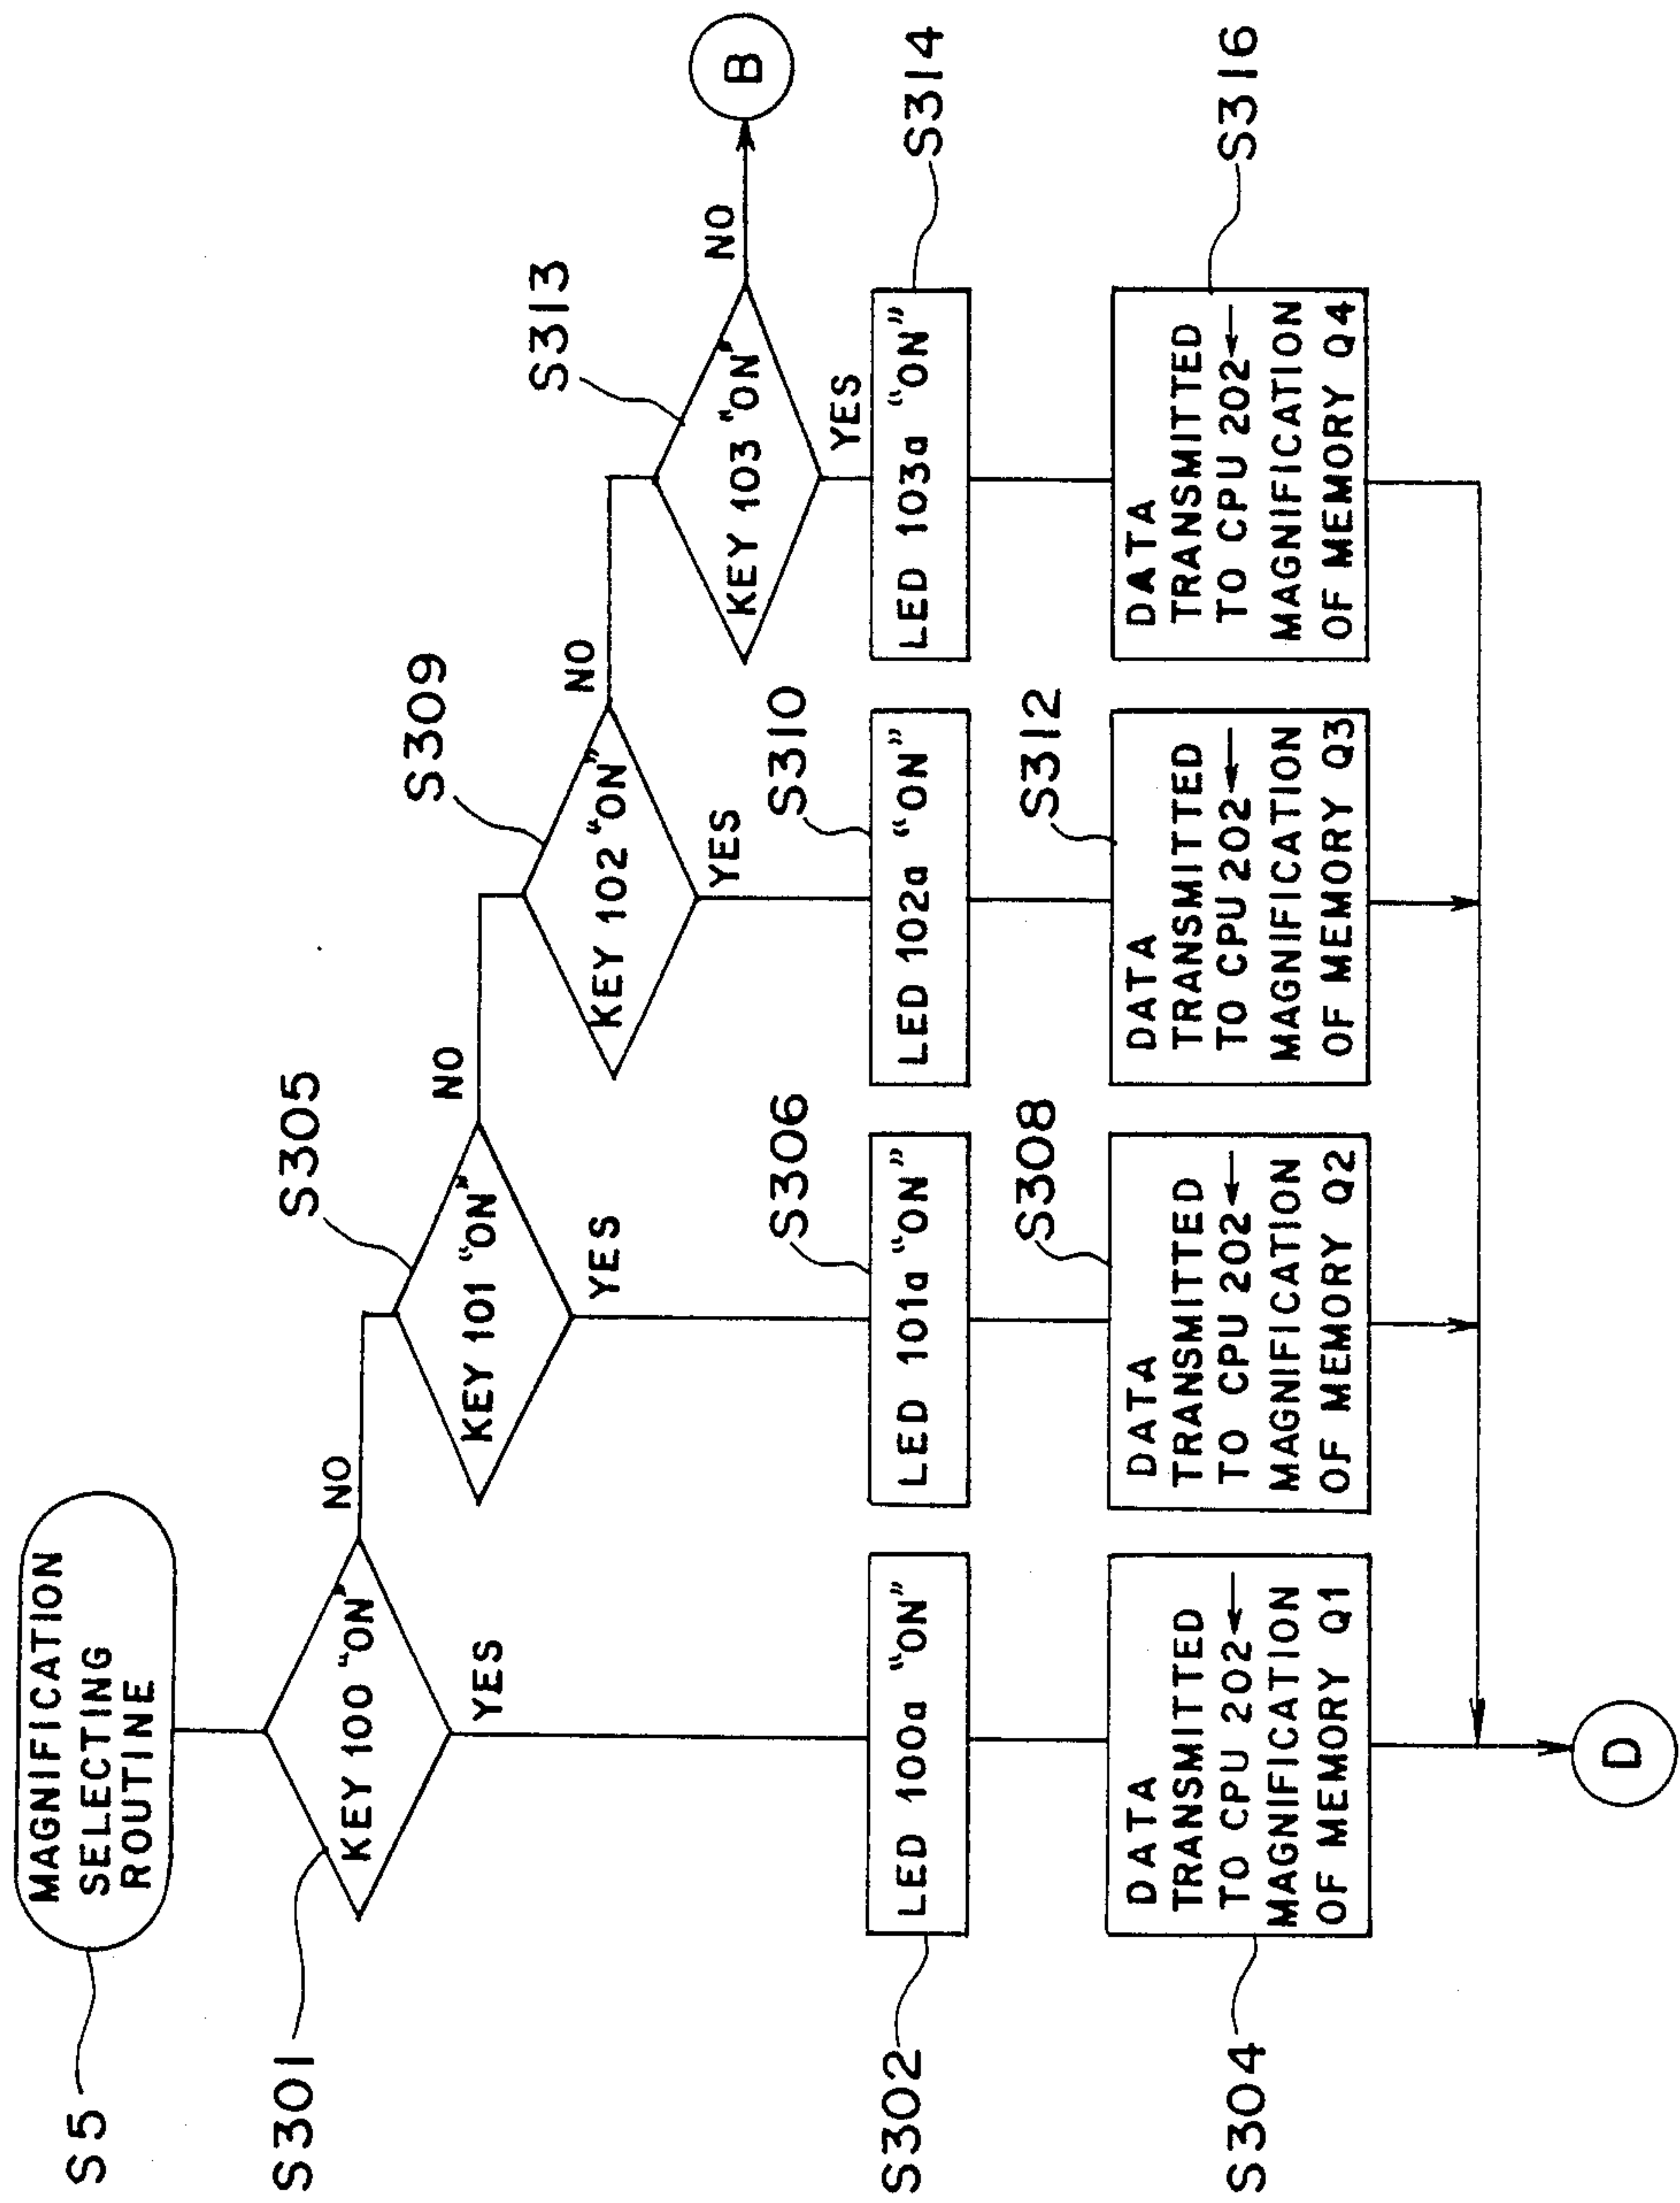 S5
MAGNIFICATION
SELECTING
ROUTINE
S301
KEY 100 "ON"
NO
YES
S305
KEY 101 "ON"
NO
YES
S309
KEY 102 "ON"
NO
YES
S313
KEY 103 "ON"
NO
YES
B
S302
LED 100a "ON"
S306
LED 101a "ON"
S310
LED 102a "ON"
S314
LED 103a "ON"
S304
DATA
TRANSMITTED
TO CPU 202←
MAGNIFICATION
OF MEMORY Q1
S308
DATA
TRANSMITTED
TO CPU 202←
MAGNIFICATION
OF MEMORY Q2
S312
DATA
TRANSMITTED
TO CPU 202←
MAGNIFICATION
OF MEMORY Q3
S316
DATA
TRANSMITTED
TO CPU 202←
MAGNIFICATION
OF MEMORY Q4
D